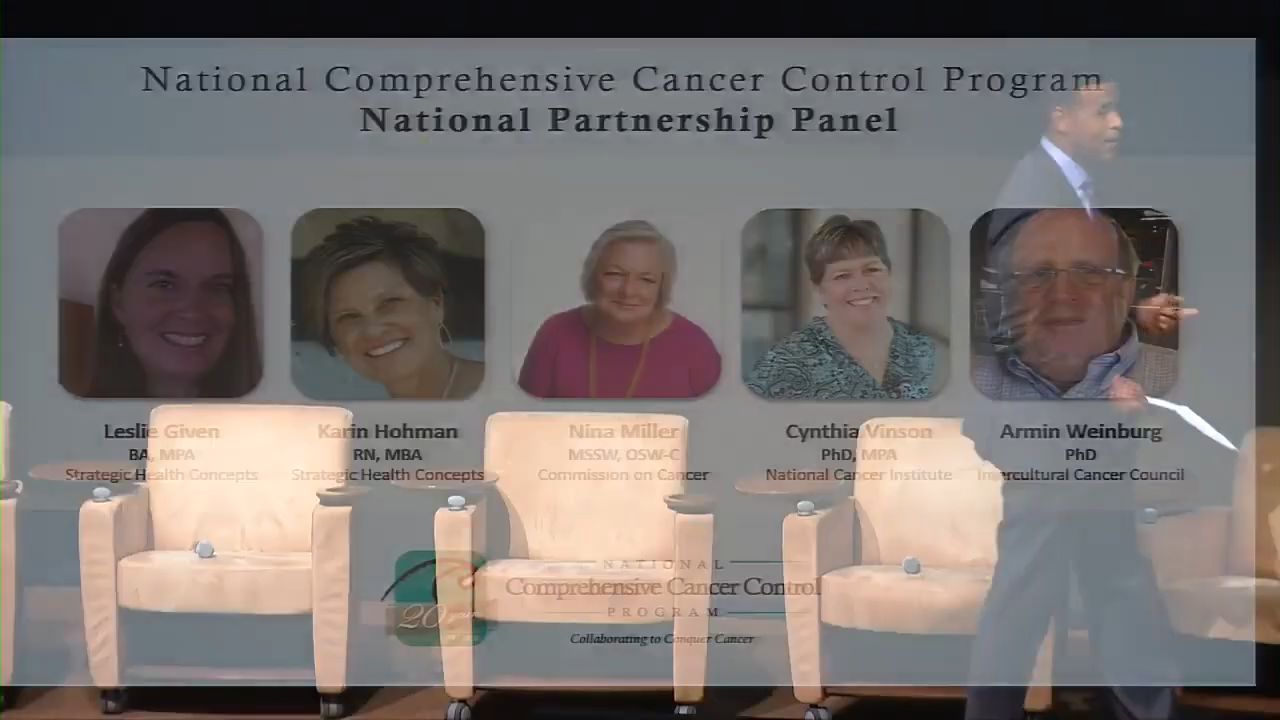 National Comprehensive Cancer Control Program
National Partnership Panel
Leslie Given
BA, MPA
Strategic Health Concepts
Karin Hohman
RN, MBA
Strategic Health Concepts
Nina Miller
MSSW, OSW-C
Commission on Cancer
Cynthia Vinson
PhD, MPA
National Cancer Institute
Armin Weinburg
PhD
Intercultural Cancer Council
20
NATIONAL
Comprehensive Cancer Control
PROGRAM
Collaborating to Conquer Cancer